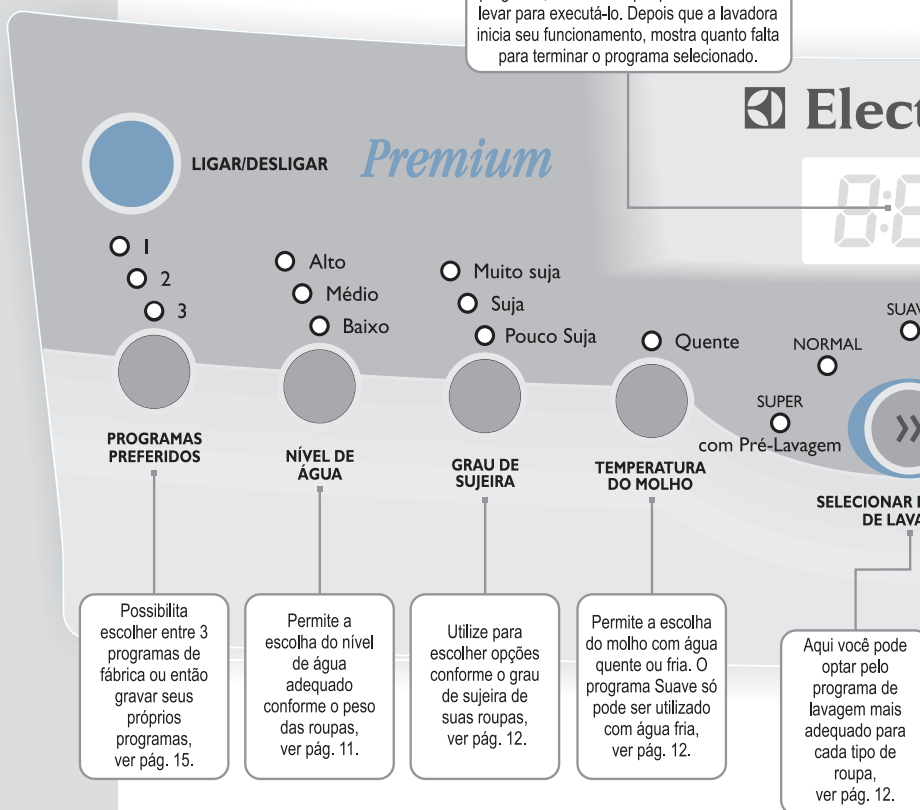 levar para executá-lo. Depois que a lavadora
inicia seu funcionamento, mostra quanto falta
para terminar o programa selecionado.
Elect
LIGAR/DESLIGAR
Premium
1
2
3
Alto
Médio
Baixo
Muito suja
Suja
Pouco Suja
Quente
SUAV
NORMAL
SUPER
com Pré-Lavagem
PROGRAMAS
PREFERIDOS
NÍVEL DE
ÁGUA
GRAU DE
SUJEIRA
TEMPERATURA
DO MOLHO
SELECIONAR
DE LAVA
Possibilita
escolher entre 3
programas de
fábrica ou então
gravar seus
próprios
programas,
ver pág. 15.
Permite a
escolha do nível
de água
adequado
conforme o peso
das roupas,
ver pág. 11.
Utilize para
escolher opções
conforme o grau
de sujeira de
suas roupas,
ver pág. 12.
Permite a escolha
do molho com água
quente ou fria. O
programa Suave só
pode ser utilizado
com água fria,
ver pág. 12.
Aqui você pode
optar pelo
programa de
lavagem mais
adequado para
cada tipo de
roupa,
ver pág. 12.